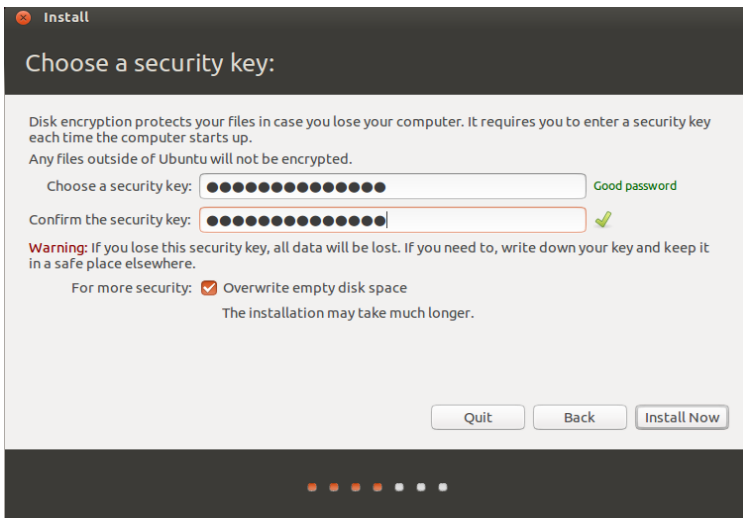 Install
Choose a security key:
Disk encryption protects your files in case you lose your computer. It requires you to enter a security key
each time the computer starts up.
Any files outside of Ubuntu will not be encrypted.
Choose a security key: ●●●●●●●●●●●●●● Good password
Confirm the security key: ●●●●●●●●●●●●●●
Warning: If you lose this security key, all data will be lost. If you need to, write down your key and keep it
in a safe place elsewhere.
For more security: Overwrite empty disk space
The installation may take much longer.
Quit Back Install Now